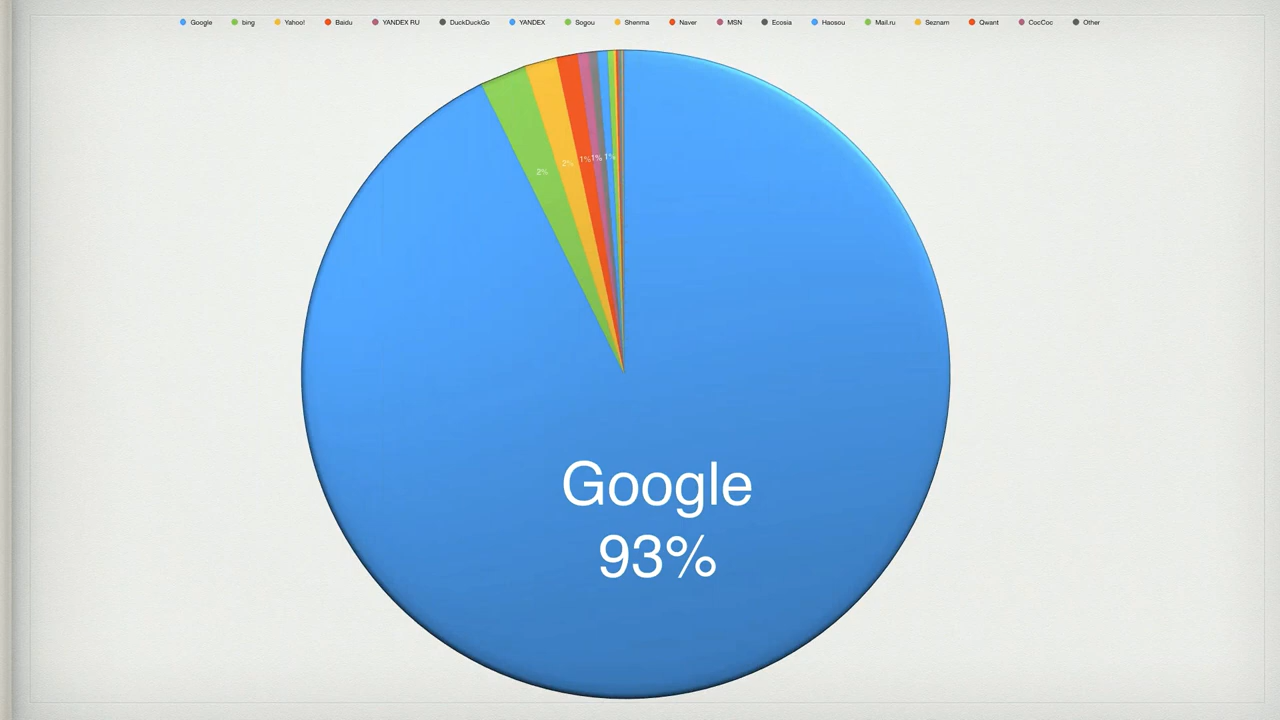 Google bing Yahoo! Baidu YANDEX RU DuckDuckGo YANDEX Sogou Shenma Naver MSN Ecosia Haosou Mail.ru Seznam Qwant CocCoc Other
2% 2% 1% 1% 1%
Google
93%